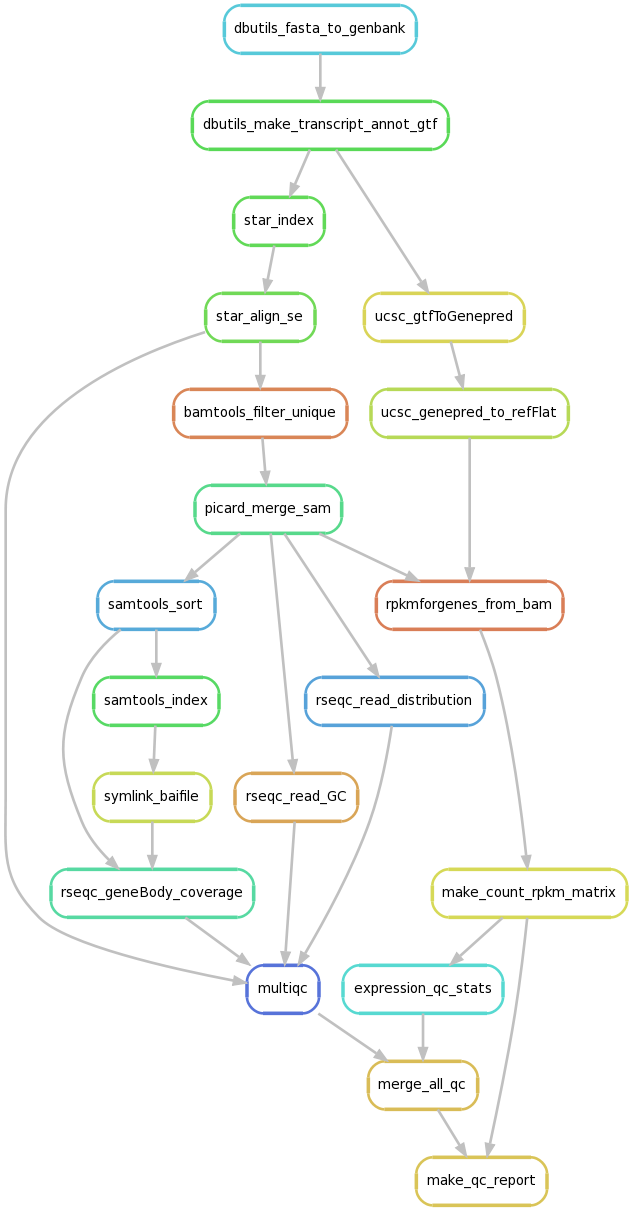 dbutils_fasta_to_genbank
dbutils_make_transcript_annot_gtf
star_index
star_align_se
ucsc_gtfToGenepred
bamtools_filter_unique
ucsc_genepred_to_refFlat
picard_merge_sam
samtools_sort
rpkmforgenes_from_bam
samtools_index
rseqc_read_distribution
symlink_baifile
rseqc_read_GC
rseqc_geneBody_coverage
make_count_rpkm_matrix
multiqc
expression_qc_stats
merge_all_qc
make_qc_report